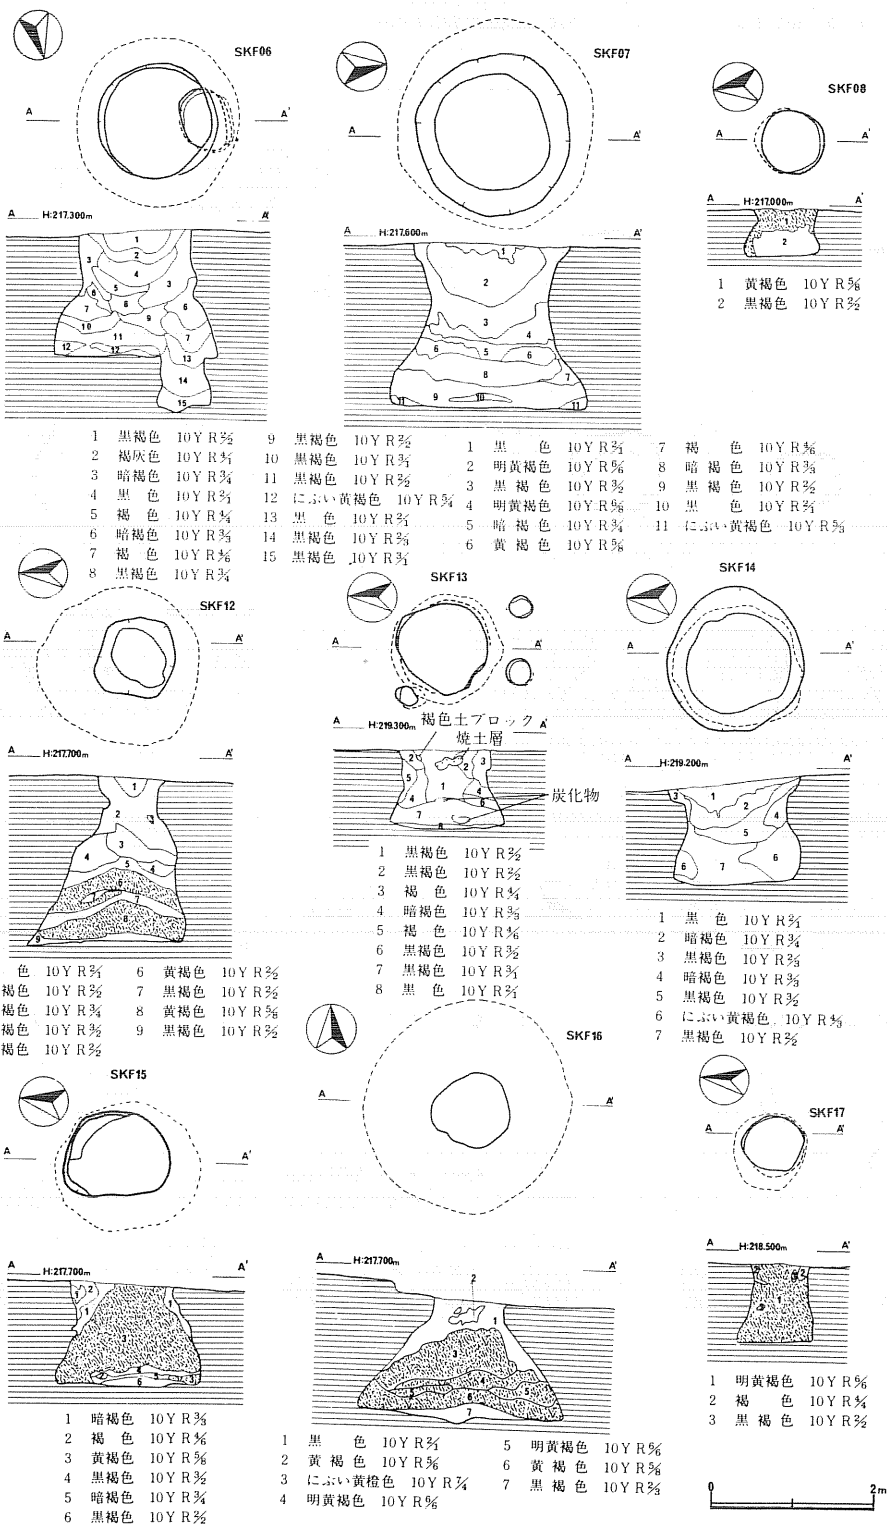 SKF06
A A'
A H:217.300m A'
1 黒褐色 10YR2/2
2 褐灰色 10YR4/1
3 暗褐色 10YR3/4
4 黒色 10YR2/1
5 褐色 10YR4/4
6 暗褐色 10YR3/3
7 褐色 10YR4/6
8 黒褐色
9 黒褐色 10YR2/2
10 黒褐色 10YR3/1
11 黒褐色 10YR2/2
12 にぶい黄褐色 10YR5/4
13 黒色 10YR2/1
14 黒褐色 10YR2/3
15 黒褐色 10YR3/1
SKF07
A A'
A H:217.600m A'
1 黒色 10YR2/1
2 明黄褐色 10YR6/6
3 黒褐色 10YR2/2
4 明黄褐色 10YR6/8
5 暗褐色 10YR3/4
6 黄褐色 10YR5/8
7 褐色 10YR4/6
8 暗褐色 10YR3/3
9 黒褐色 10YR2/2
10 黒色 10YR2/1
11 にぶい黄褐色 10YR5/3
SKF08
A A'
A H:217.000m A'
1 黄褐色 10YR5/8
2 黒褐色 10YR2/2
SKF12
A A'
A H:217.700m A'
色 10YR2/1
褐色 10YR2/2
褐色 10YR3/4
褐色 10YR3/2
褐色 10YR2/2
6 黄褐色
7 黒褐色 10YR2/2
8 黄褐色 10YR5/8
9 黒褐色 10YR2/2
SKF13
A A'
A H:219.300m A'
褐色土ブロック
焼土層
炭化物
1 黒褐色 10YR2/2
2 黒褐色 10YR2/2
3 褐色 10YR4/4
4 暗褐色 10YR3/3
5 褐色 10YR4/6
6 黒褐色 10YR3/2
7 黒褐色 10YR3/1
8 黒色 10YR2/1
SKF14
A A'
A H:219.200m A'
1 黒色 10YR2/1
2 暗褐色 10YR3/4
3 黒褐色 10YR2/3
4 暗褐色 10YR3/3
5 黒褐色 10YR3/2
6 にぶい黄褐色 10YR4/3
7 黒褐色 10YR2/2
SKF15
A A'
A H:217.700m A'
1 暗褐色 10YR3/3
2 褐色 10YR4/6
3 黄褐色 10YR5/6
4 黒褐色 10YR2/2
5 暗褐色 10YR3/4
6 黒褐色 10YR2/2
SKF16
A A'
A H:217.700m A'
1 黒色 10YR2/1
2 黄褐色 10YR5/6
3 にぶい黄橙色 10YR7/4
4 明黄褐色 10YR6/6
5 明黄褐色 10YR6/6
6 黄褐色 10YR5/8
7 黒褐色 10YR2/3
SKF17
A A'
A H:218.500m A'
1 明黄褐色 10YR6/6
2 褐色 10YR4/4
3 黒褐色 10YR2/2
0 2m